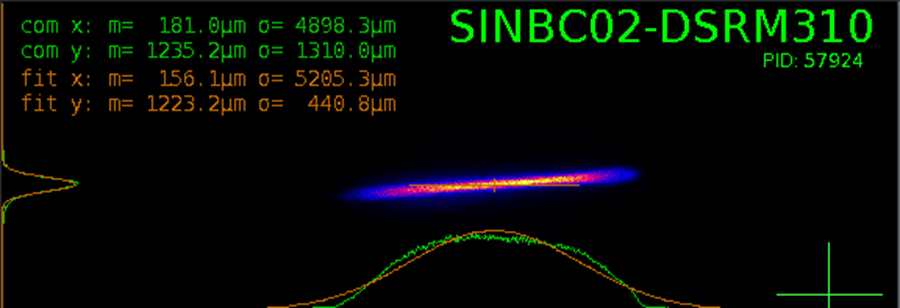 com x: m= 181.0µm σ= 4898.3µm
com y: m= 1235.2µm σ= 1310.0µm
fit x: m= 156.1µm σ= 5205.3µm
fit y: m= 1223.2µm σ= 440.8µm
SINBC02-DSRM310
PID: 57924